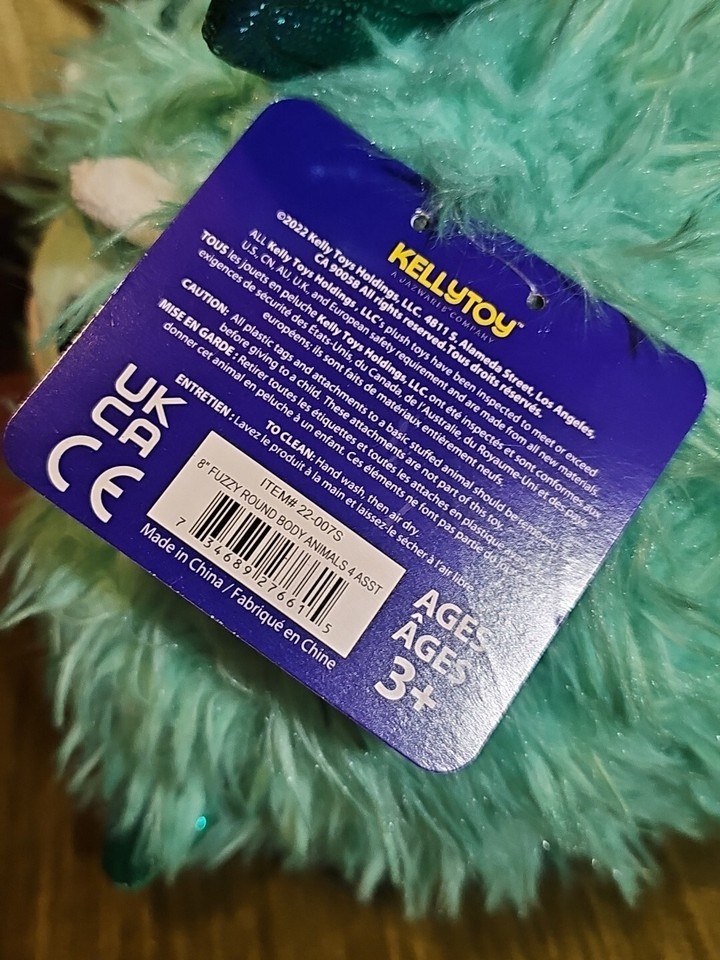 KELLYTOY™
A JAZWARES COMPANY
©2022 Kelly Toys Holdings, LLC. 4811 S. Alameda Street, Los Angeles,
CA 90058 All rights reserved.Tous droits réservés.
ALL Kelly Toys Holdings, LLC's plush toys have been inspected to meet or exceed
U.S, CN, AU, U.K, and European safety requirement and are made from all new materials,
TOUS les jouets en peluche Kelly Toys Holdings, LLC ont été inspectés et sont conformes aux
exigences de sécurité des États-Unis, du Canada, de l'Australie, du Royaume-Uni et des pays
européens: ils sont faits de matériaux entièrement neufs.
CAUTION: All plastic tags and attachments to a basic stuffed animal should be
before giving to a child. These attachments are not part of this toy.
MISE EN GARDE : Retirer toutes les étiquettes et toutes les attaches en plastique
donner cet animal en peluche à un enfant. Ces éléments ne font pas partie
TO CLEAN: Hand wash, then air dry.
ENTRETIEN : Lavez le produit à la main et laissez-le sécher à l'air libre.
UK
CA
CE
ITEM# 22-007S
8" FUZZY ROUND BODY ANIMALS 4 ASST
7 34689 27661 5
Made in China / Fabriqué en Chine
AGES
ÂGES
3+